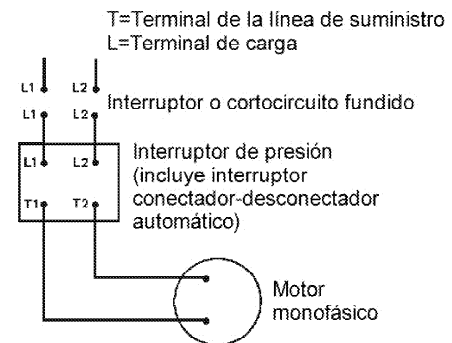 T=Terminal de la línea de suministro
L=Terminal de carga
L1 L2
L1 L2
Interruptor o cortocircuito fundido
L1 L2
T1 T2
Interruptor de presión
(incluye interruptor
conectador-desconectador
automático)
Motor
monofásico